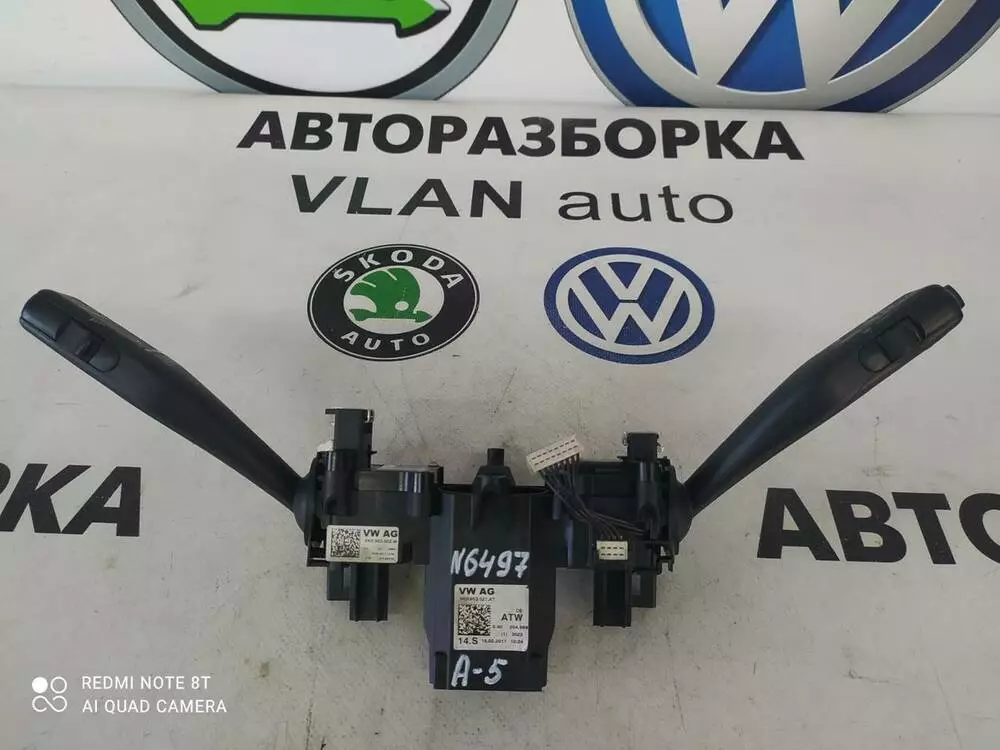 АВТОРАЗБОРКА
VLAN auto
ŠKODA
AUTO
РКА
АВТО
VW AG
N6497
VW AG
ATW
14.S
A-5
REDMI NOTE 8T
AI QUAD CAMERA